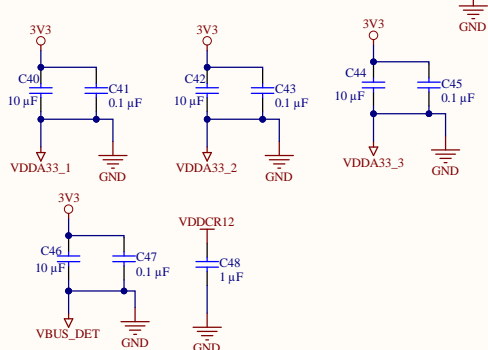 GND
3V3
C40
10 µF
C41
0.1 µF
VDDA33_1
GND
3V3
C42
10 µF
C43
0.1 µF
VDDA33_2
GND
3V3
C44
10 µF
C45
0.1 µF
VDDA33_3
GND
3V3
C46
10 µF
C47
0.1 µF
VBUS_DET
GND
VDDCR12
C48
1 µF
GND